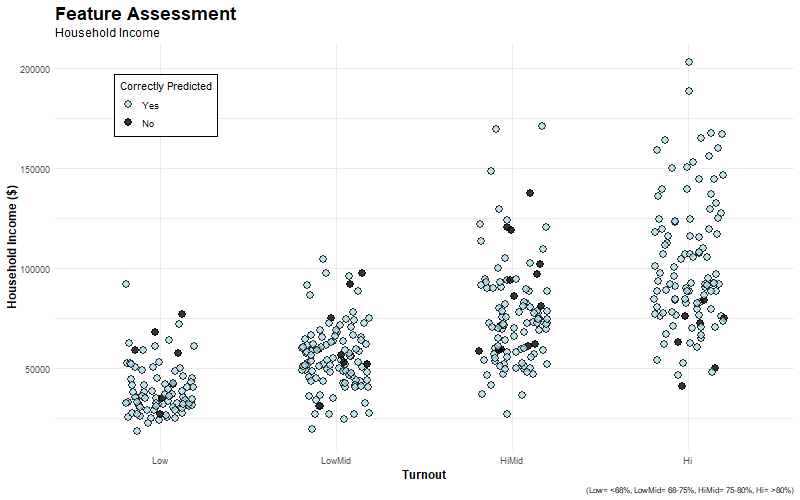 Feature Assessment
Household Income
Correctly Predicted
Yes
No
Household Income ($)
200000
150000
100000
50000
Low
LowMid
HiMid
Hi
Turnout
(Low= <68%, LowMid= 68-75%, HiMid= 75-80%, Hi= >80%)